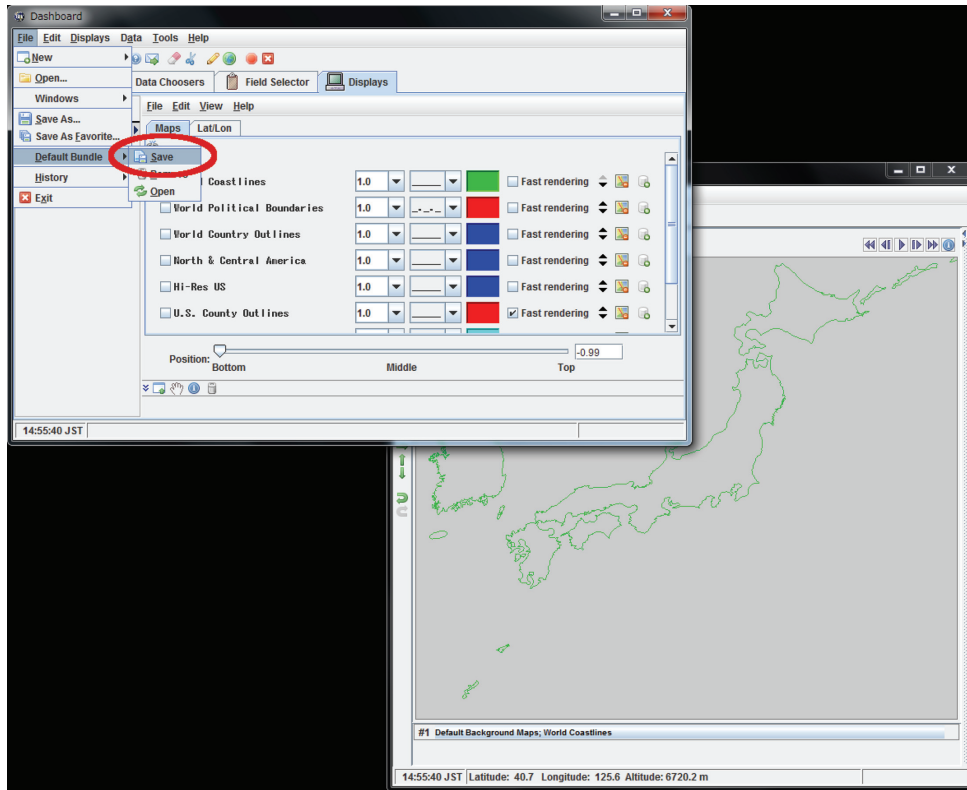 Dashboard
File Edit Displays Data Tools Help
New
Open...
Windows
Save As...
Save As Favorite...
Default Bundle
History
Exit
Save
Open
Data Choosers Field Selector Displays
File Edit View Help
Maps Lat/Lon
Coastlines 1.0 Fast rendering
World Political Boundaries 1.0 Fast rendering
World Country Outlines 1.0 Fast rendering
North & Central America 1.0 Fast rendering
Hi-Res US 1.0 Fast rendering
U.S. County Outlines 1.0 Fast rendering
Position: -0.99
Bottom Middle Top
14:55:40 JST
#1 Default Background Maps; World Coastlines
14:55:40 JST Latitude: 40.7 Longitude: 125.6 Altitude: 6720.2 m